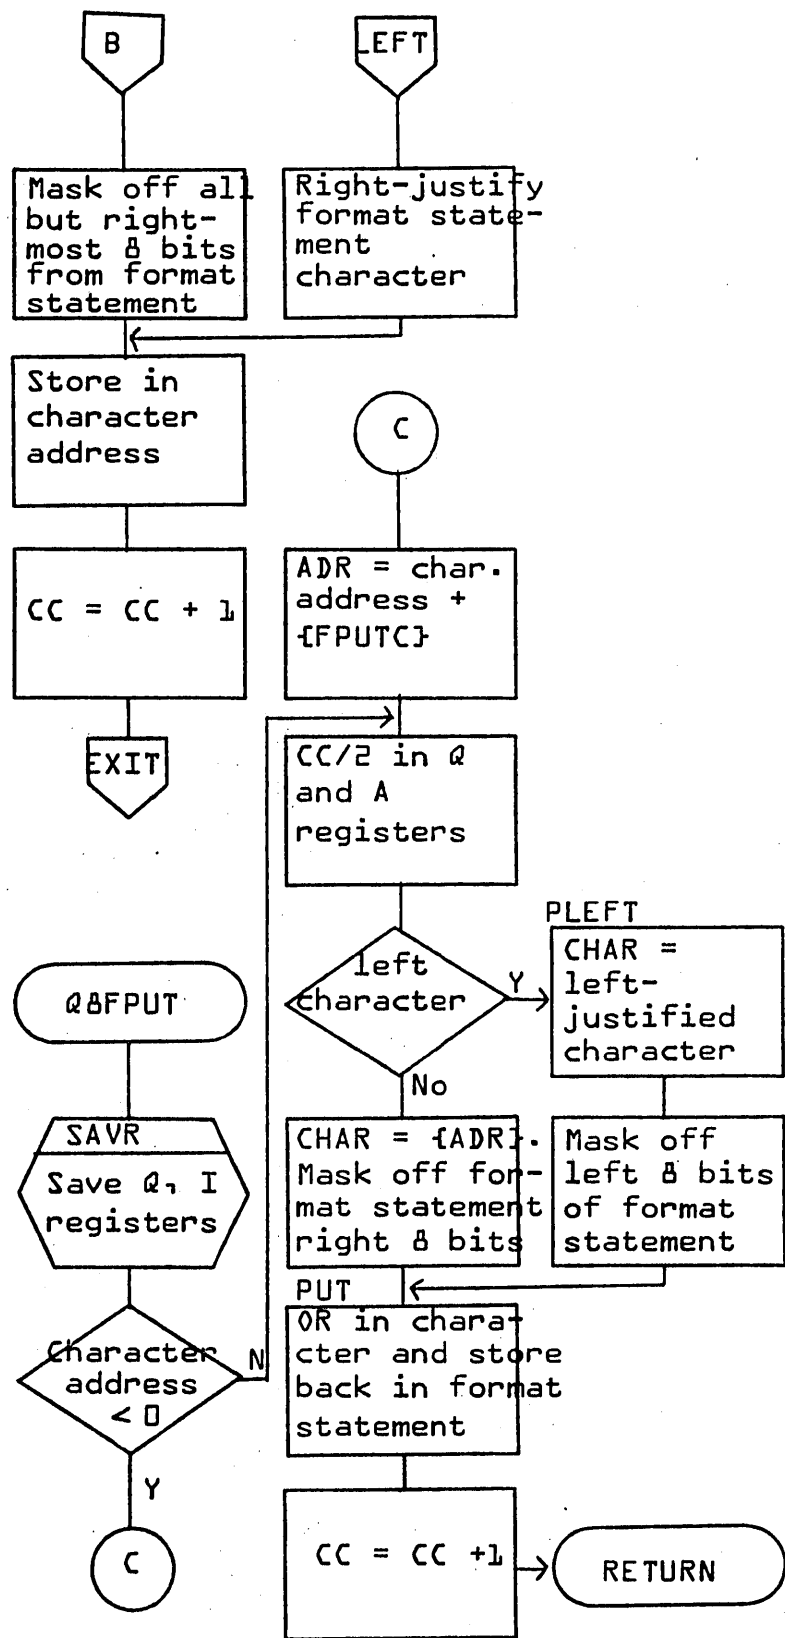 B
LEFT
Mask off all
but right-
most 8 bits
from format
statement
Right-justify
format state-
ment
character
Store in
character
address
C
CC = CC + 1
ADR = char.
address +
{FPUTC}
EXIT
CC/2 in Q
and A
registers
Q8FPUT
left
character
Y
No
PLEFT
CHAR =
left-
justified
character
SAVR
Save Q, I
registers
CHAR = {ADR}.
Mask off for-
mat statement
right 8 bits
Mask off
left 8 bits
of format
statement
Character
address
< 0
N
Y
PUT
OR in chara-
cter and store
back in format
statement
C
CC = CC +1
RETURN